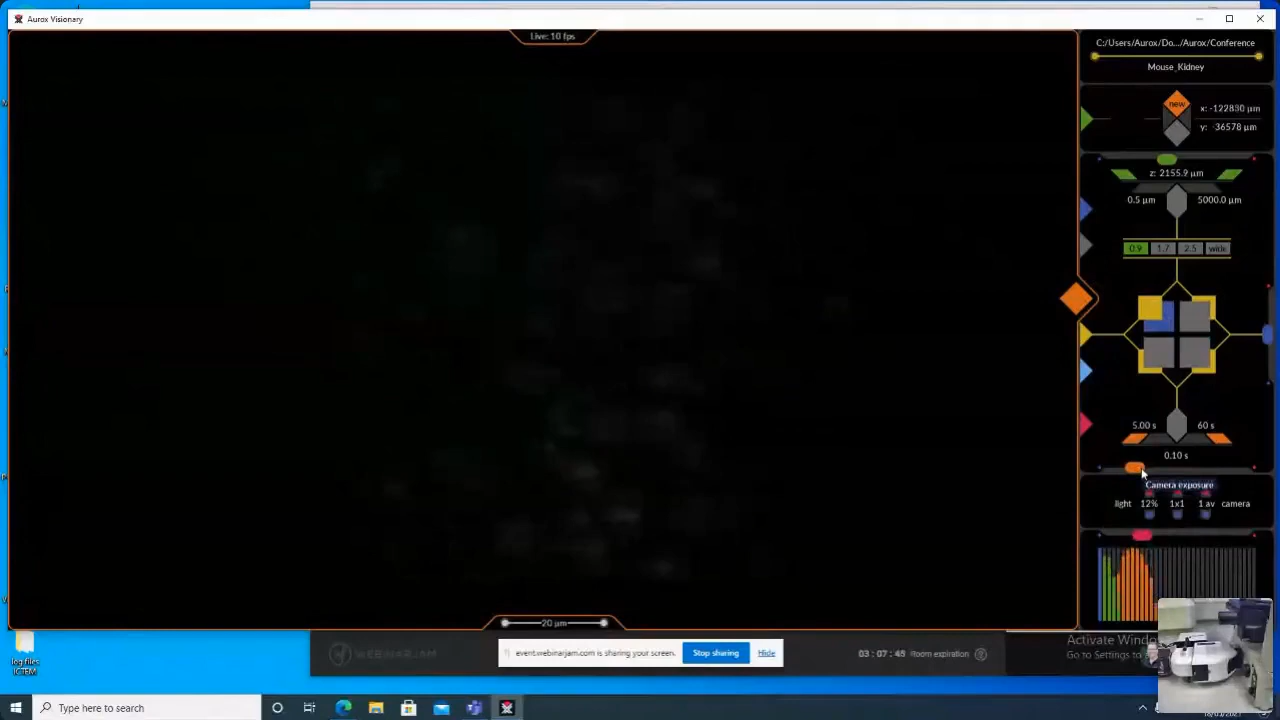 Aurox Visionary
Live: 10 fps
C:/Users/Aurox/Do.../Aurox/Conference
Mouse_Kidney
new
x: -122830 µm
y: -36578 µm
z: 2155.9 µm
0.5 µm
5000.0 µm
0.9 1.7 2.5 wide
5.00 s
60 s
0.10 s
Camera exposure
light 12% 1x1 1 av camera
20 µm
WEBINARJAM
event.webinarjam.com is sharing your screen.
Stop sharing
Hide
03:07:45 Room expiration
Activate Windo
Go to Settings to
log files
Type here to search